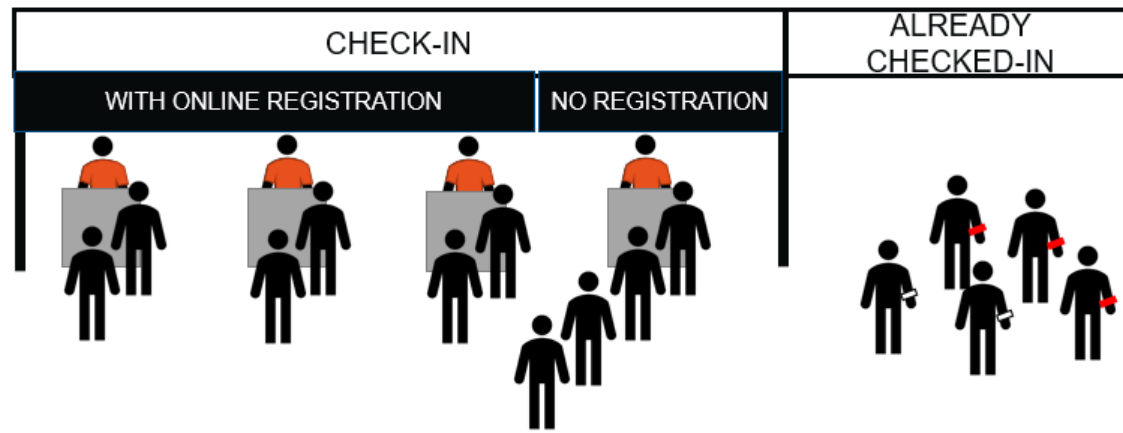 CHECK-IN
ALREADY
CHECKED-IN
WITH ONLINE REGISTRATION
NO REGISTRATION